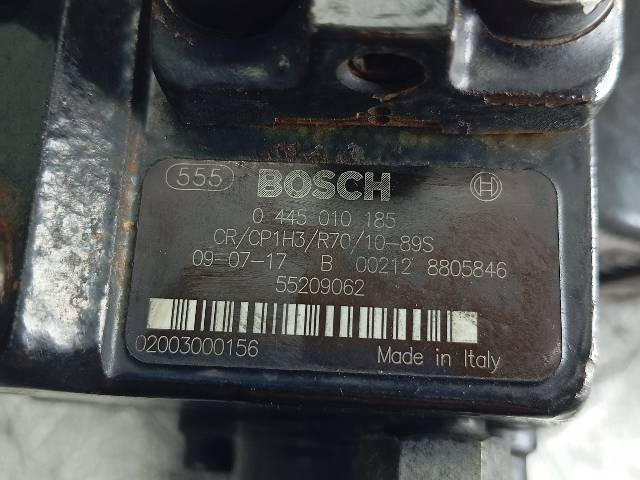 555 BOSCH
0 445 010 185
CR/CP1H3/R70/10-89S
09-07-17 B 00212 8805846
55209062
02003000156 Made in Italy